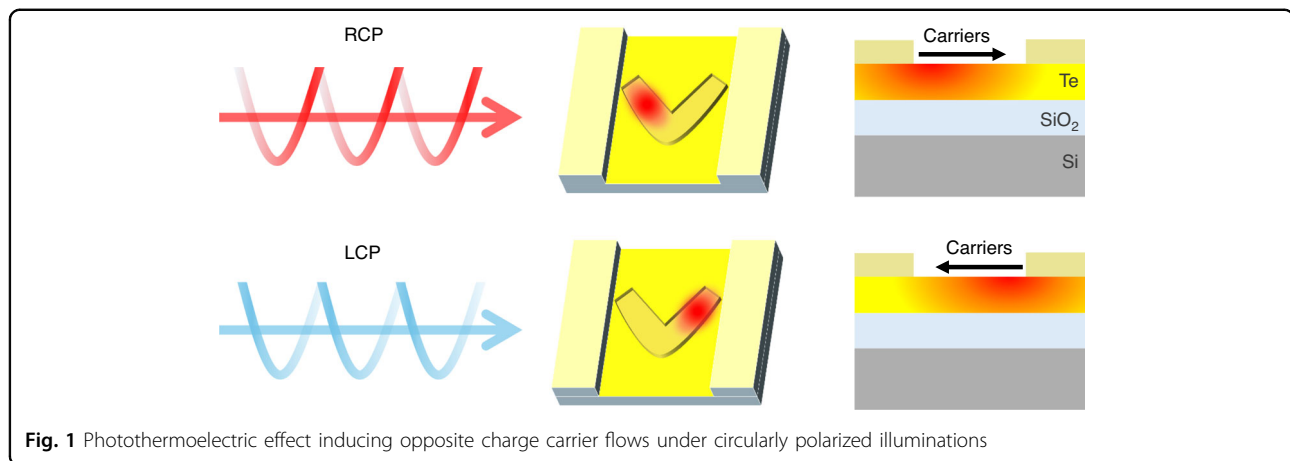 RCP
Carriers
Te
SiO₂
Si
LCP
Carriers
Fig. 1 Photothermoelectric effect inducing opposite charge carrier flows under circularly polarized illuminations